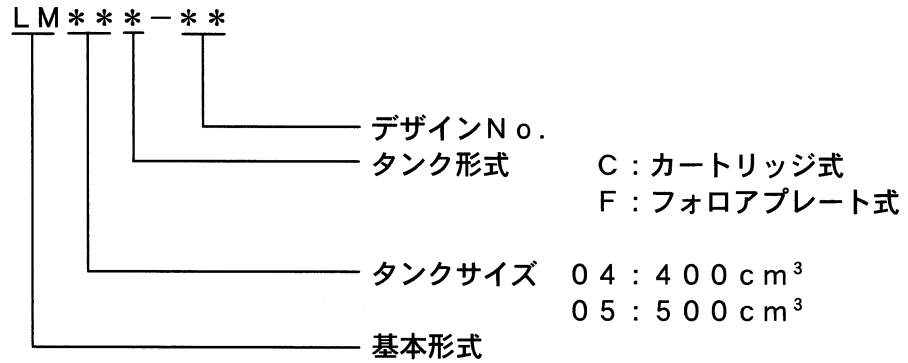 LM***-**
デザインNo.
タンク形式 C:カートリッジ式
F:フォロアプレート式
タンクサイズ 04:400cm³
05:500cm³
基本形式